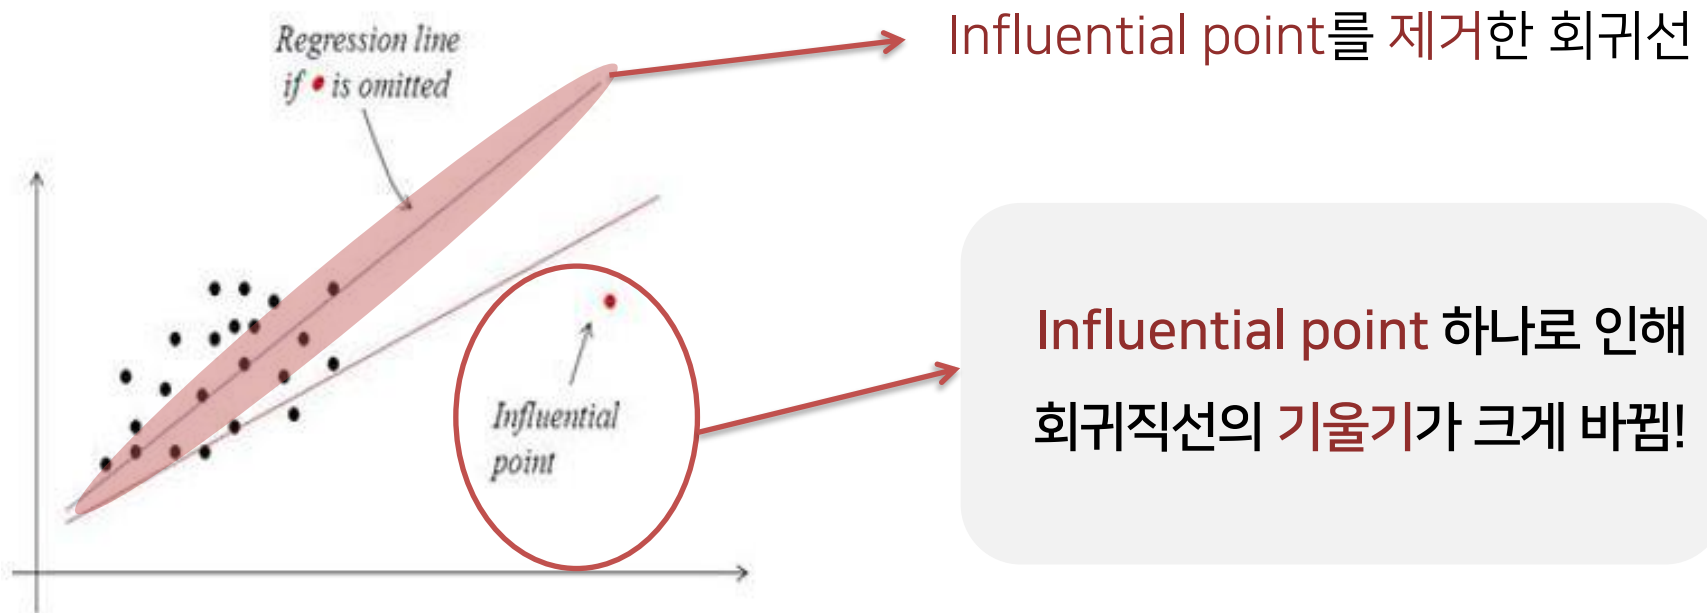 Regression line
if • is omitted
Influential point를 제거한 회귀선
Influential
point
Influential point 하나로 인해
회귀직선의 기울기가 크게 바뀜!